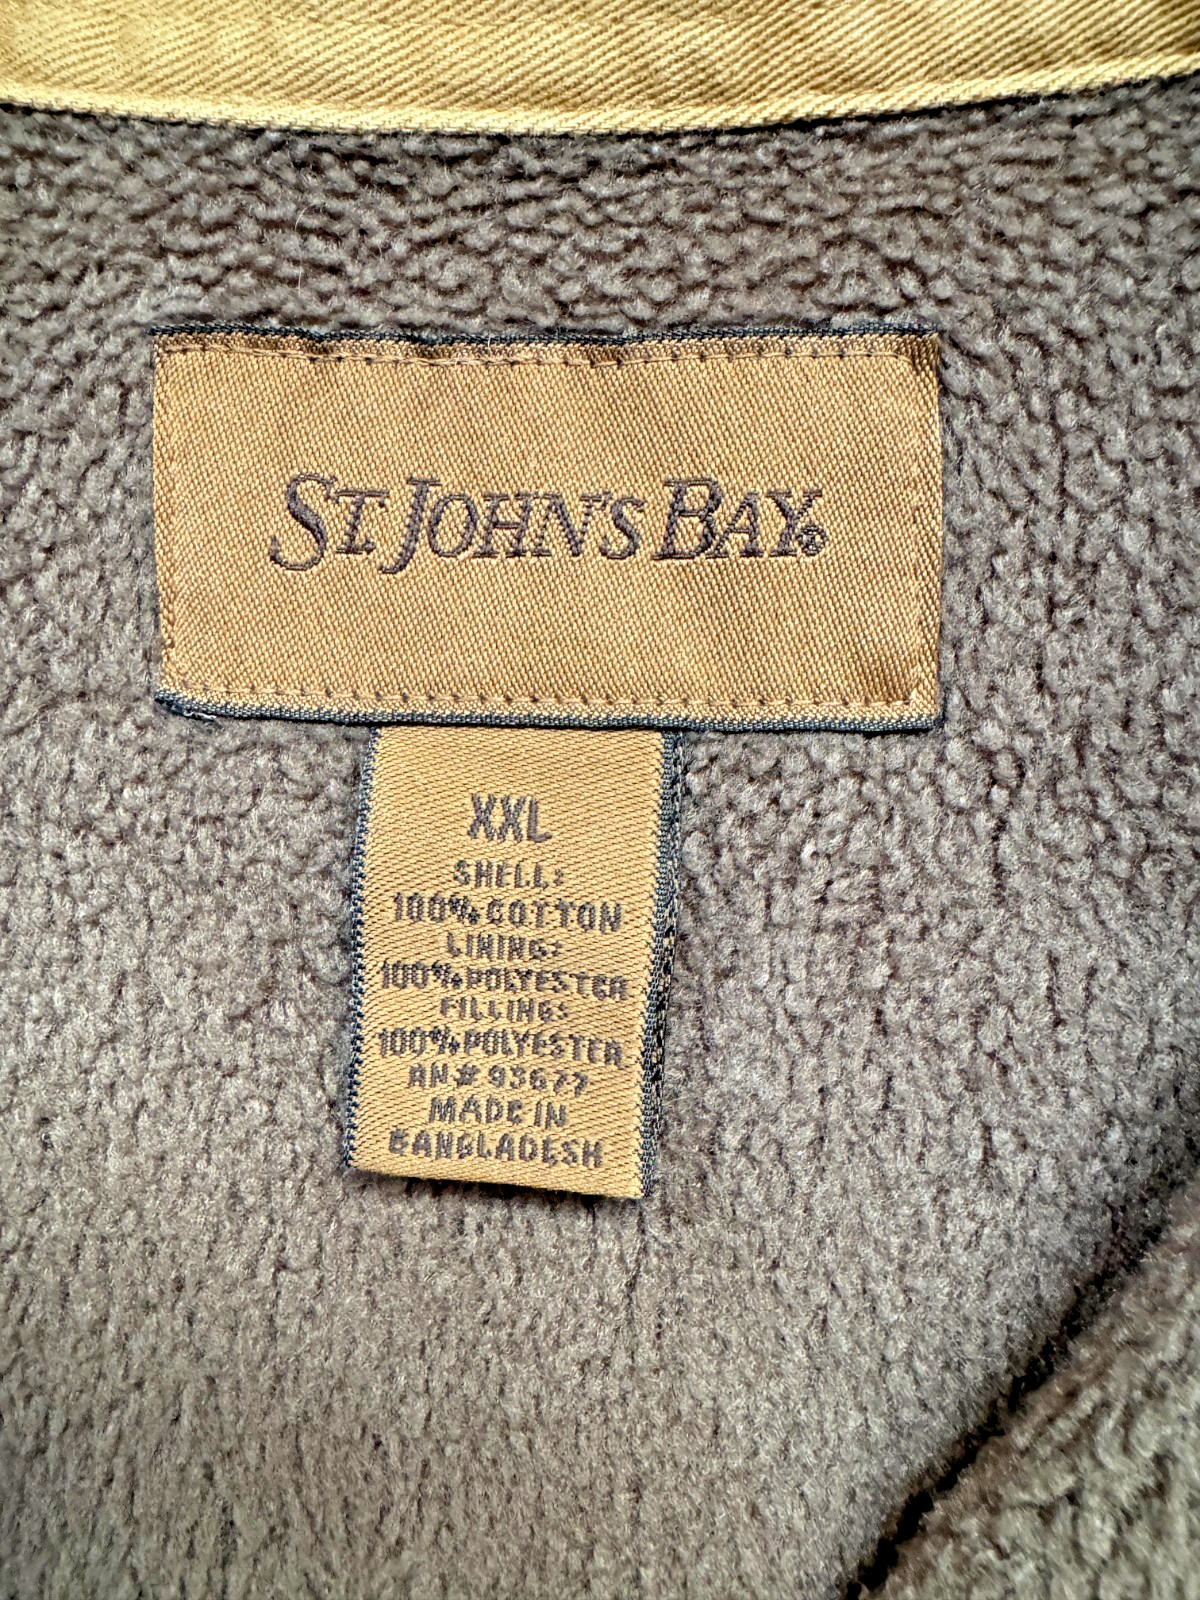 ST. JOHN'S BAY®
XXL
SHELL:
100% COTTON
LINING:
100% POLYESTER
FILLING:
100% POLYESTER
RN# 93677
MADE IN
BANGLADESH